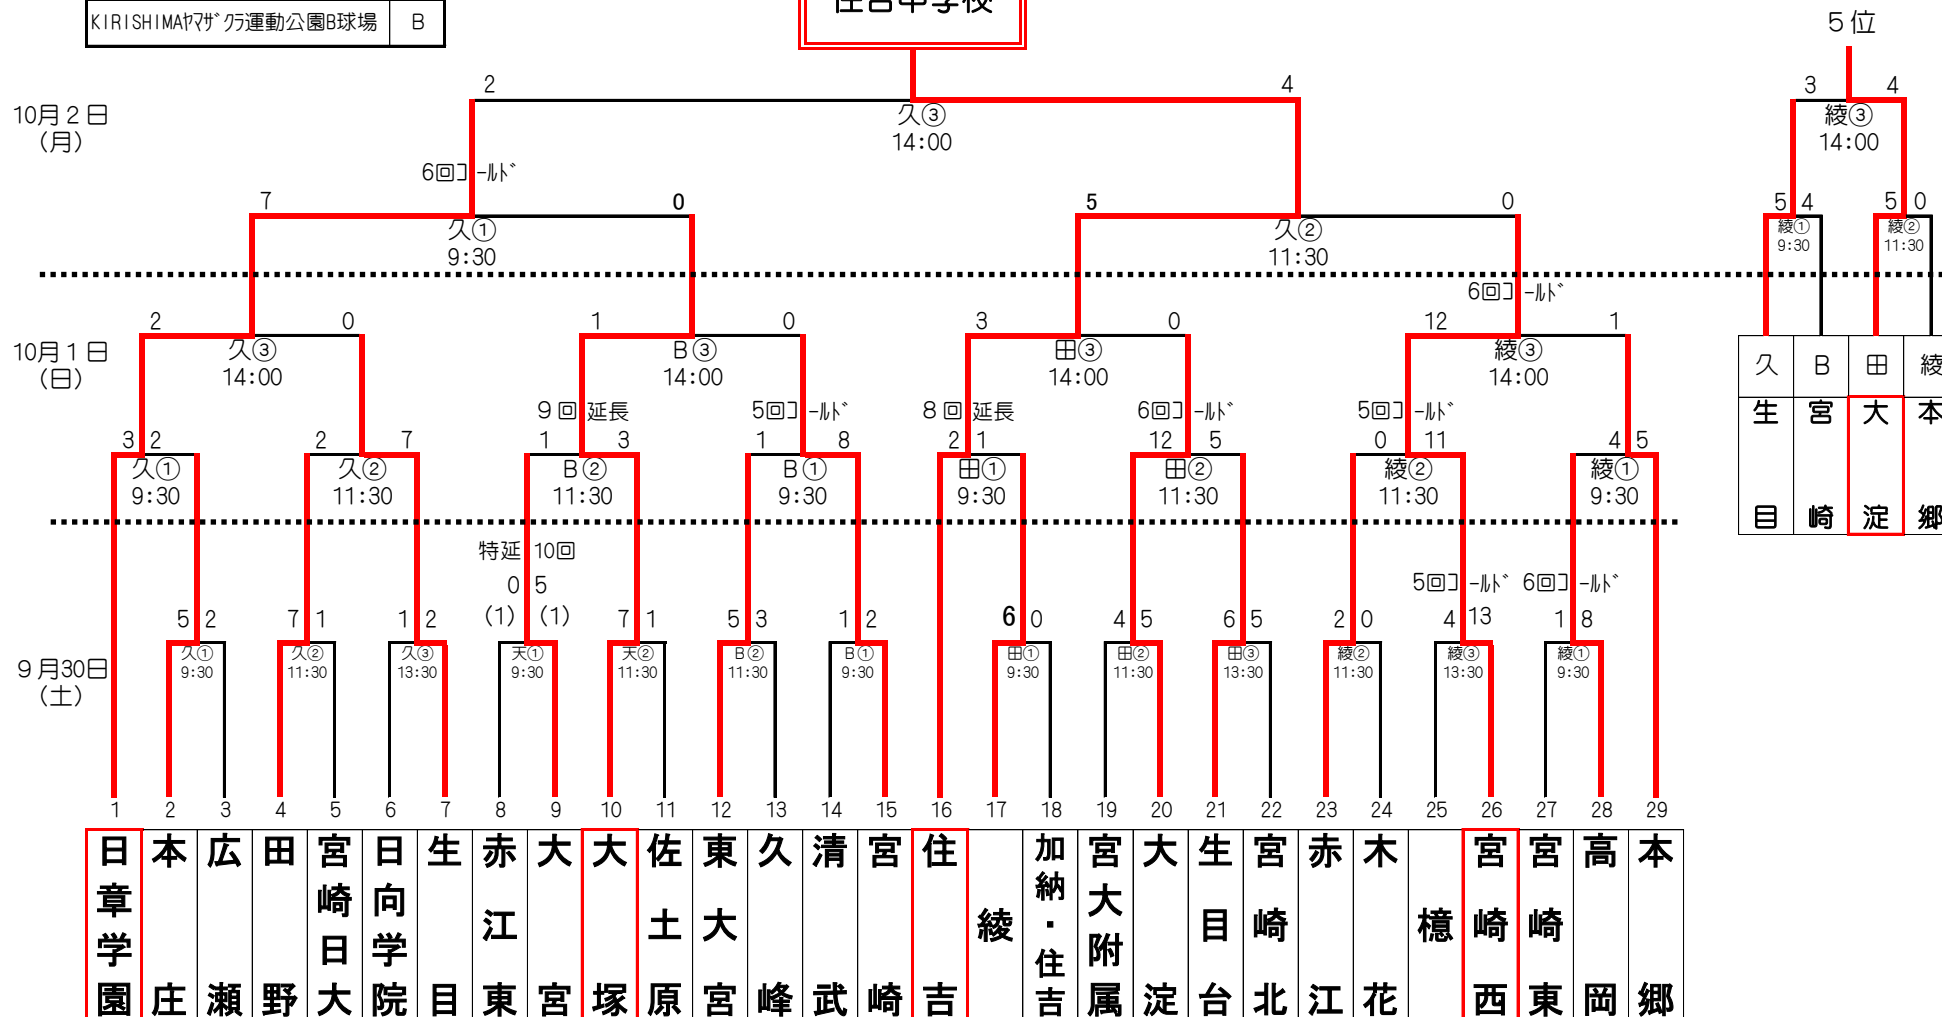 KIRISHIMAﾔﾏｻﾞｸﾗ運動公園B球場 B
5位
2 4 3 4
10月2日
(月)
久③
14:00
綾③
14:00
6回ｺｰﾙﾄﾞ
7 0 5 0 5 4 5 0
久①
9:30
久②
11:30
綾①
9:30
綾②
11:30
6回ｺｰﾙﾄﾞ
2 0 1 0 3 0 12 1
10月1日
(日)
久③
14:00
B③
14:00
田③
14:00
綾③
14:00
久 B 田 綾
9回延長 5回ｺｰﾙﾄﾞ 8回延長 6回ｺｰﾙﾄﾞ 5回ｺｰﾙﾄﾞ
3 2 2 7 1 3 1 8 2 1 12 5 0 11 4 5
久①
9:30
久②
11:30
B②
11:30
B①
9:30
田①
9:30
田②
11:30
綾②
11:30
綾①
9:30
生目
宮崎
大淀
本郷
特延 10回
0 5
(1) (1)
5回ｺｰﾙﾄﾞ 6回ｺｰﾙﾄﾞ
5 2 7 1 1 2 7 1 5 3 1 2 6 0 4 5 6 5 2 0 4 13 1 8
9月30日
(土)
久①
9:30
久②
11:30
久③
13:30
天①
9:30
天②
11:30
B②
11:30
B①
9:30
田①
9:30
田②
11:30
田③
13:30
綾②
11:30
綾③
13:30
綾①
9:30
1 2 3 4 5 6 7 8 9 10 11 12 13 14 15 16 17 18 19 20 21 22 23 24 25 26 27 28 29
日章学園
本庄
広瀬
田野
宮崎日大
日向学院
生目
赤江東
大宮
大塚
佐土原
東大宮
久峰
清武
宮崎
住吉
綾
加納・住吉
宮大附属
大淀
生目台
宮崎北
赤江
木花
檍
宮崎西
宮崎東
高岡
本郷